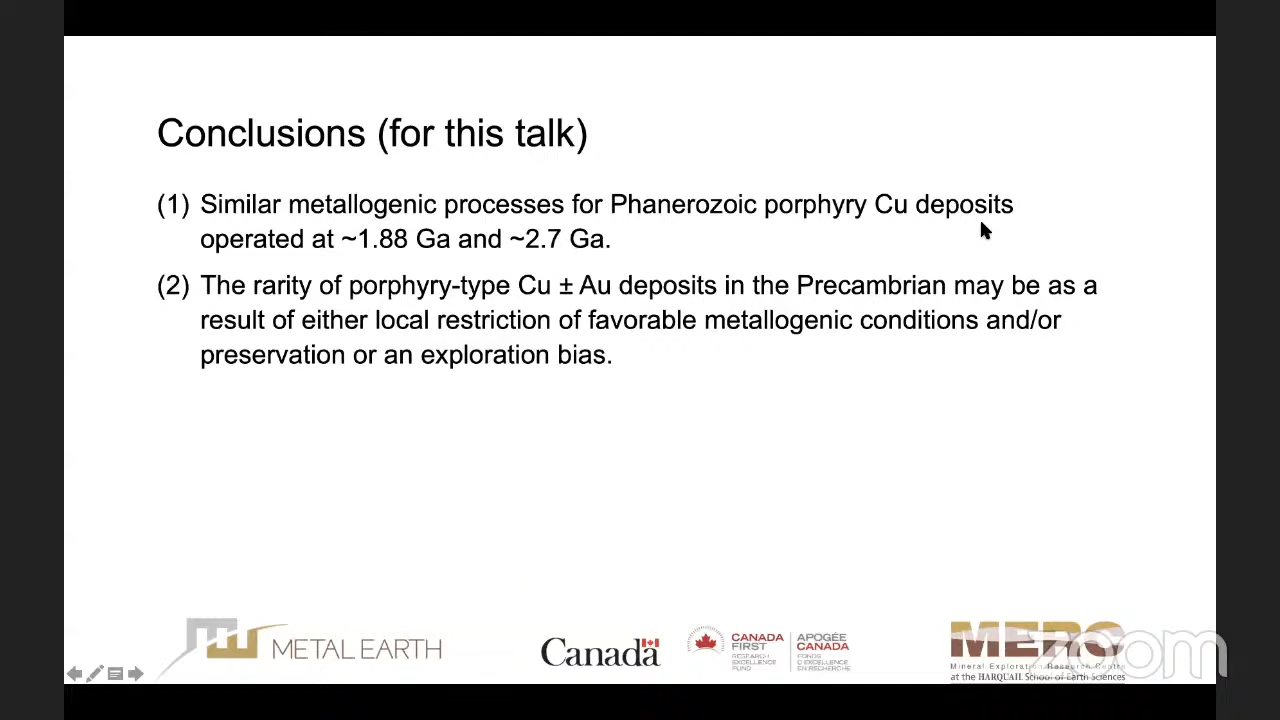 Conclusions (for this talk)
(1) Similar metallogenic processes for Phanerozoic porphyry Cu deposits
operated at ~1.88 Ga and ~2.7 Ga.
(2) The rarity of porphyry-type Cu ± Au deposits in the Precambrian may be as a
result of either local restriction of favorable metallogenic conditions and/or
preservation or an exploration bias.
METAL EARTH
Canada
CANADA
FIRST
RESEARCH
EXCELLENCE
FUND
APOGÉE
CANADA
FONDS
D'EXCELLENCE
EN RECHERCHE
MERC
Mineral Exploration Research Centre
at the HARQUAIL School of Earth Sciences
zoom